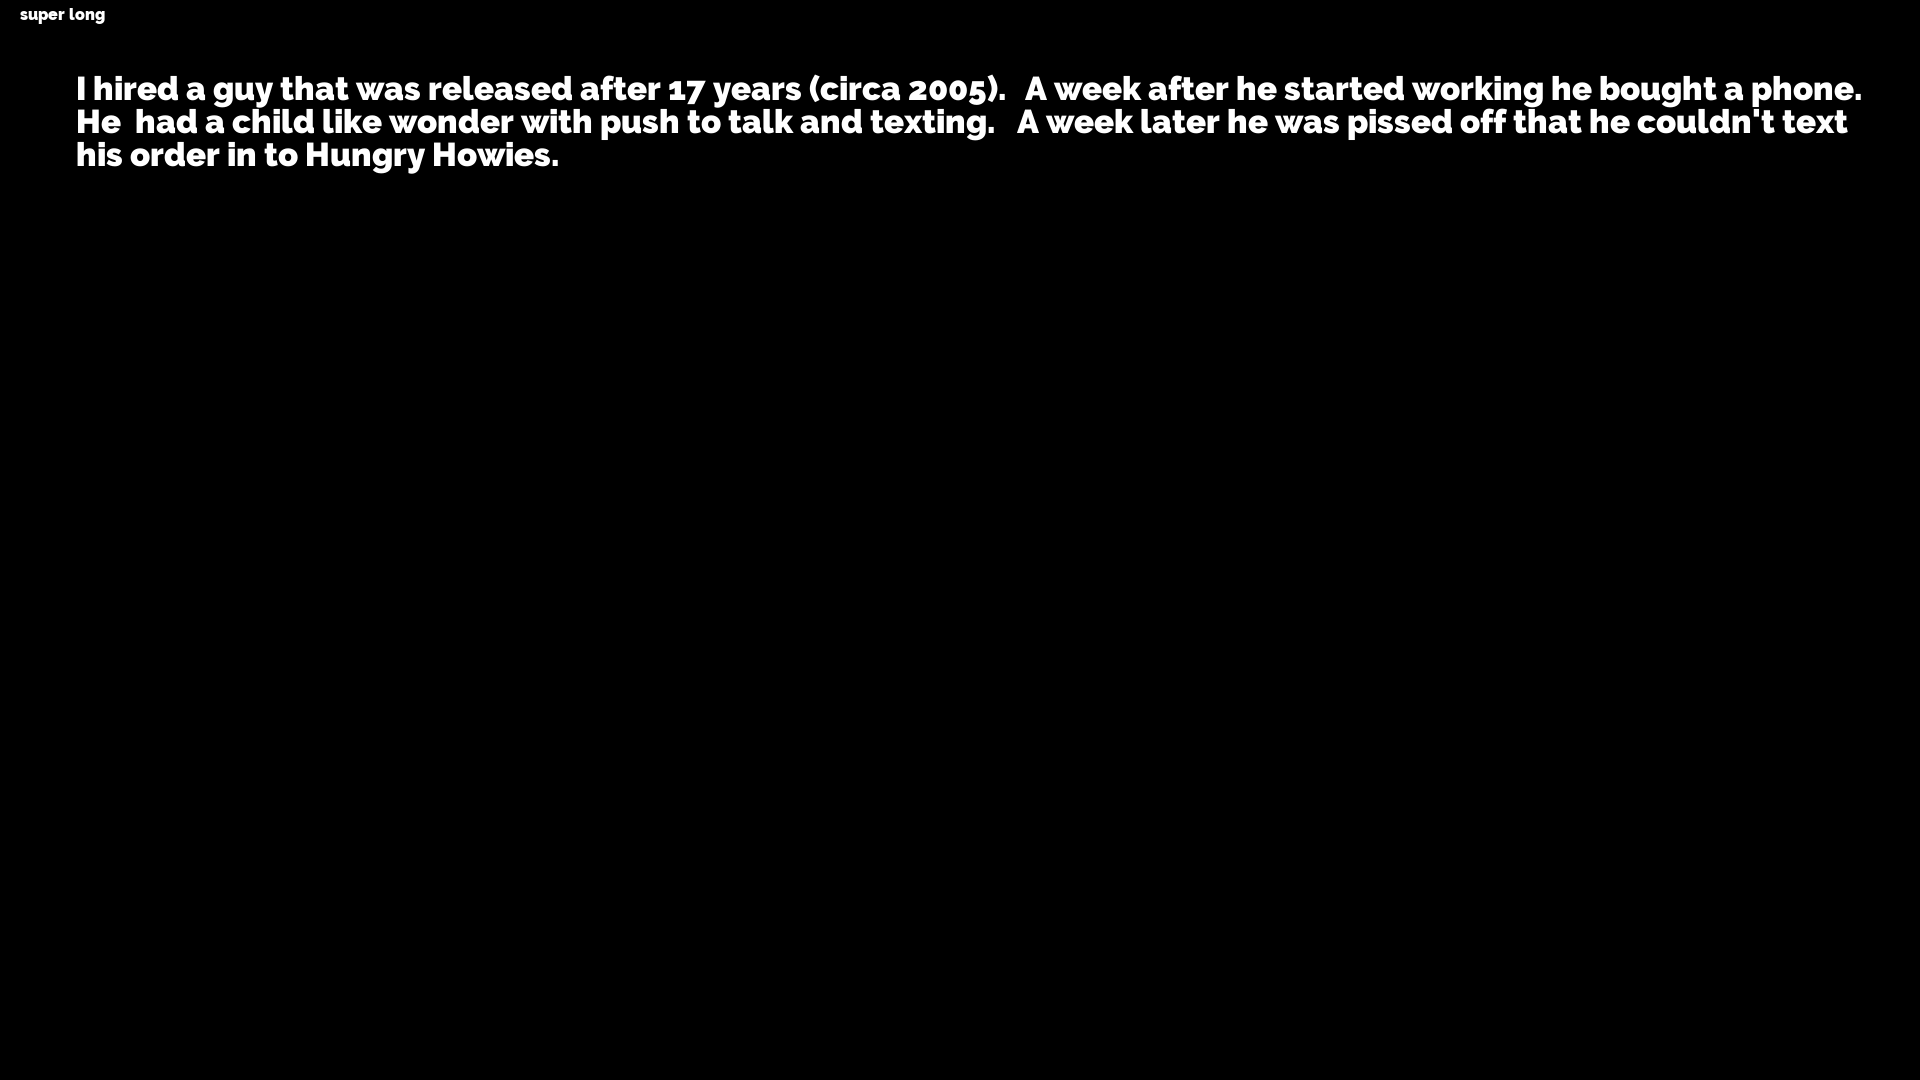 super long
I hired a guy that was released after 17 years (circa 2005).   A week after he started working he bought a phone.
He  had a child like wonder with push to talk and texting.   A week later he was pissed off that he couldn't text
his order in to Hungry Howies.